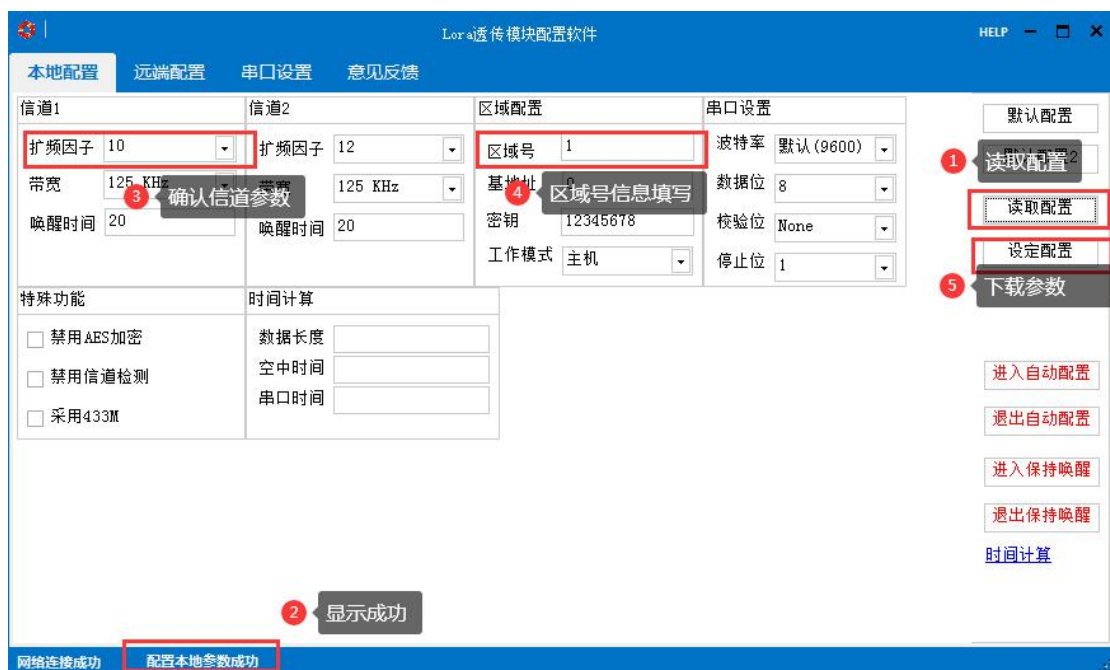 Lora透传模块配置软件
HELP
本地配置 远端配置 串口设置 意见反馈
信道1 信道2 区域配置 串口设置
默认配置
扩频因子 10 扩频因子 12 区域号 1 波特率 默认(9600)
1 读取配置 2
带宽 125 KHz 125 KHz 数据位 8
3 确认信道参数 4 区域号信息填写
读取配置
唤醒时间 20 唤醒时间 20 密钥 12345678 校验位 None
工作模式 主机 停止位 1
设定配置
5 下载参数
特殊功能 时间计算
禁用AES加密 数据长度
禁用信道检测 空中时间
串口时间
采用433M
进入自动配置
退出自动配置
进入保持唤醒
退出保持唤醒
时间计算
2 显示成功
网络连接成功 配置本地参数成功